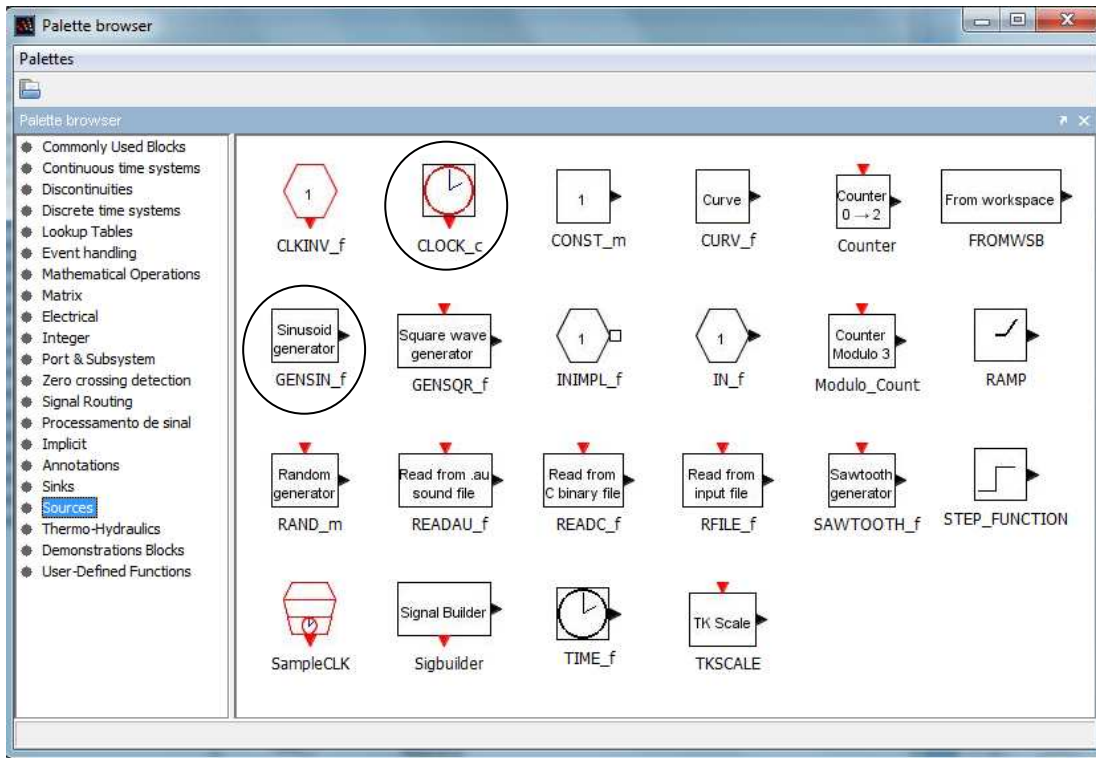 Palette browser
Palettes
Palette browser
Commonly Used Blocks
Continuous time systems
Discontinuities
Discrete time systems
Lookup Tables
Event handling
Mathematical Operations
Matrix
Electrical
Integer
Port & Subsystem
Zero crossing detection
Signal Routing
Processamento de sinal
Implicit
Annotations
Sinks
Sources
Thermo-Hydraulics
Demonstrations Blocks
User-Defined Functions
1
CLKINV_f
CLOCK_c
1
CONST_m
Curve
CURV_f
Counter
0 → 2
Counter
From workspace
FROMWSB
Sinusoid
generator
GENSIN_f
Square wave
generator
GENSQR_f
1
INIMPL_f
1
IN_f
Counter
Modulo 3
Modulo_Count
RAMP
Random
generator
RAND_m
Read from .au
sound file
READAU_f
Read from
C binary file
READC_f
Read from
input file
RFILE_f
Sawtooth
generator
SAWTOOTH_f
STEP_FUNCTION
SampleCLK
Signal Builder
Sigbuilder
TIME_f
TK Scale
TKSCALE